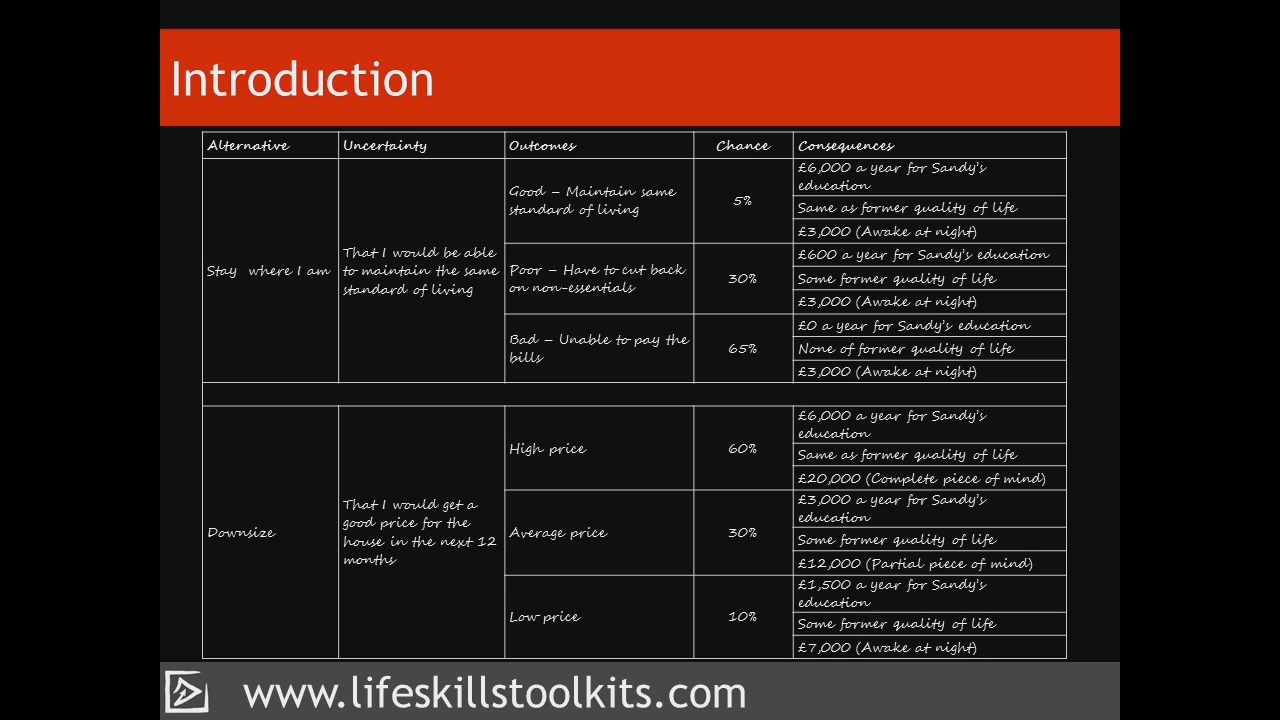 Introduction
Alternative Uncertainty Outcomes Chance Consequences
Stay where I am
That I would be able
to maintain the same
standard of living
Good – Maintain same
standard of living
5%
£6,000 a year for Sandy's
education
Same as former quality of life
£3,000 (Awake at night)
Poor – Have to cut back
on non-essentials
30%
£600 a year for Sandy's education
Some former quality of life
£3,000 (Awake at night)
Bad – Unable to pay the
bills
65%
£0 a year for Sandy's education
None of former quality of life
£3,000 (Awake at night)
Downsize
That I would get a
good price for the
house in the next 12
months
High price
60%
£6,000 a year for Sandy's
education
Same as former quality of life
£20,000 (Complete piece of mind)
Average price
30%
£3,000 a year for Sandy's
education
Some former quality of life
£12,000 (Partial piece of mind)
Low price
10%
£1,500 a year for Sandy's
education
Some former quality of life
£7,000 (Awake at night)
www.lifeskillstoolkits.com